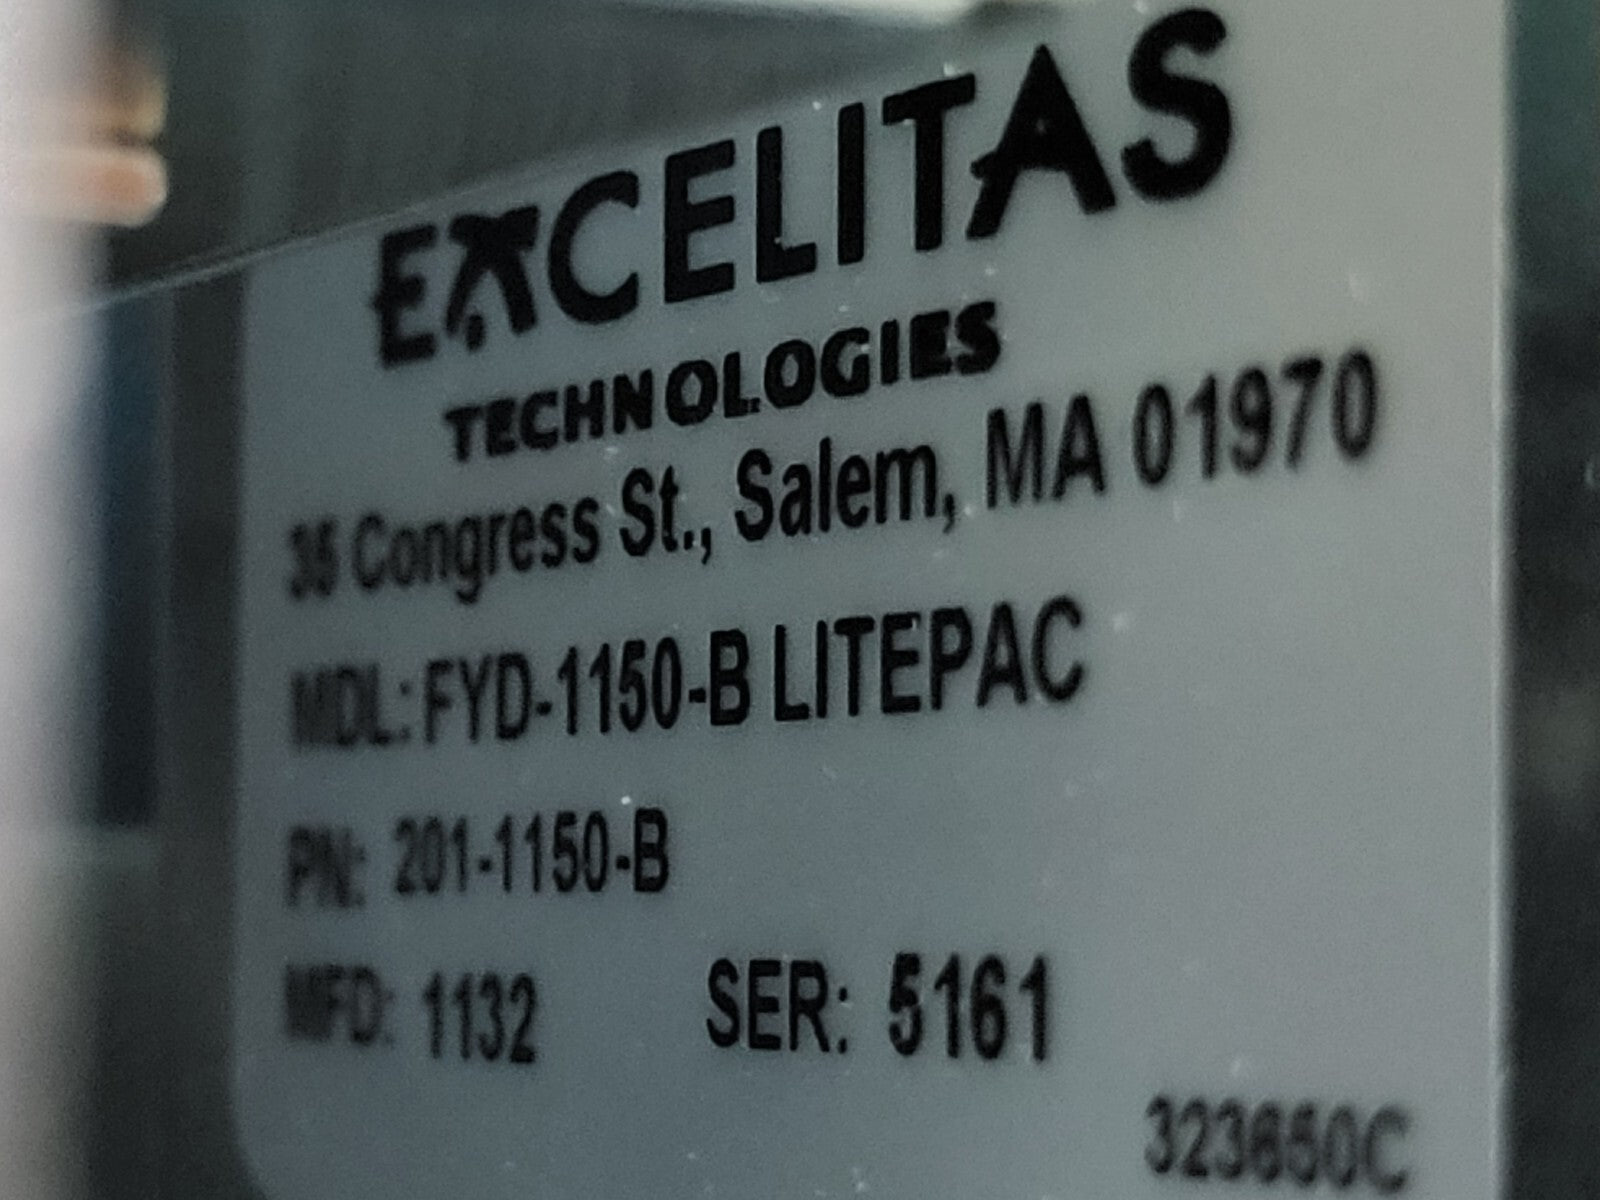 EXCELITAS
TECHNOLOGIES
35 Congress St., Salem, MA 01970
MDL: FYD-1150-B LITEPAC
PN: 201-1150-B
MFD: 1132 SER: 5161
323650C